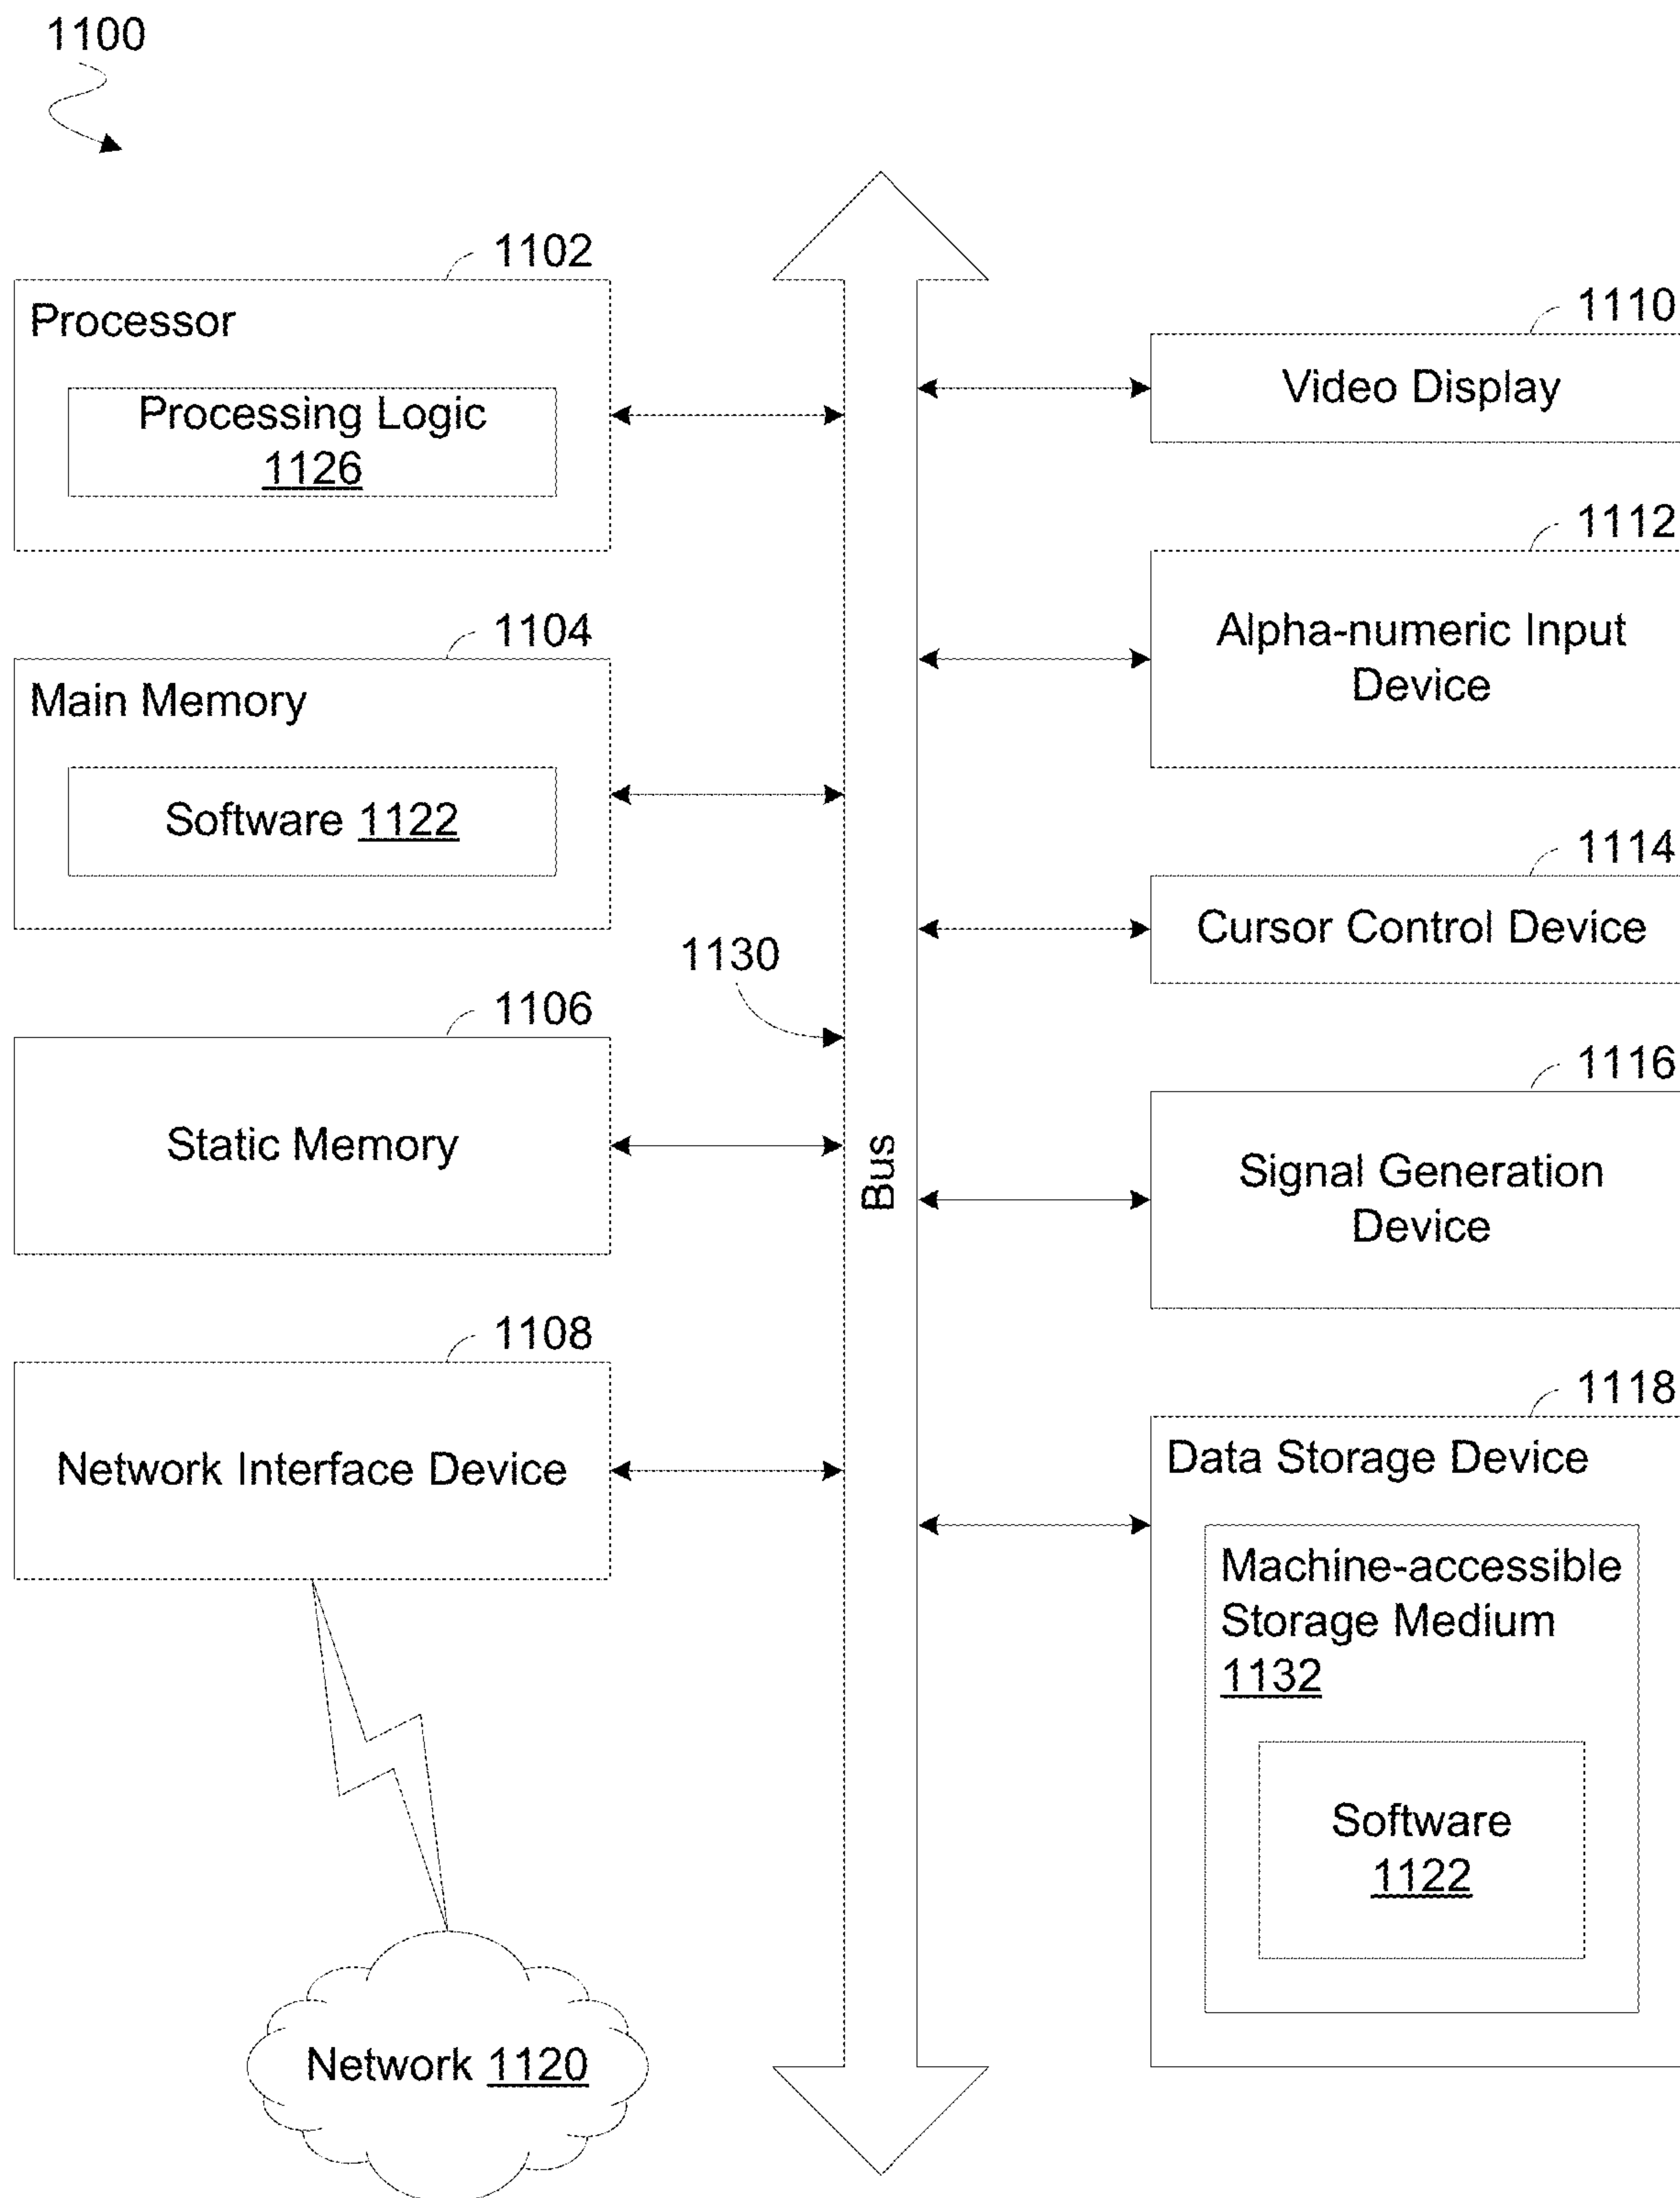 1100
1102
Processor
Processing Logic
1126
1104
Main Memory
Software 1122
1130
1106
Static Memory
1108
Network Interface Device
Network 1120
Bus
1110
Video Display
1112
Alpha-numeric Input
Device
1114
Cursor Control Device
1116
Signal Generation
Device
1118
Data Storage Device
Machine-accessible
Storage Medium
1132
Software
1122